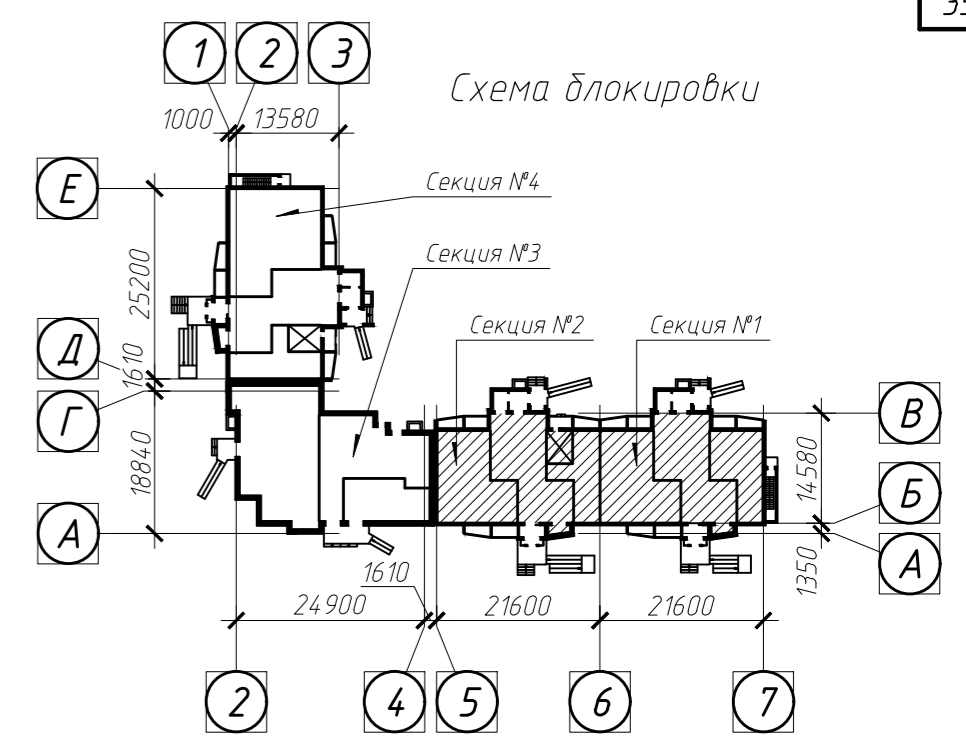 1 2 3
Схема блокировки
1000 13580
Е
Секция №4
Секция №3
25200
Секция №2 Секция №1
Д
1610
Г
В
18840
14580
Б
А
А
1610
1350
24900 21600 21600
2 4 5 6 7